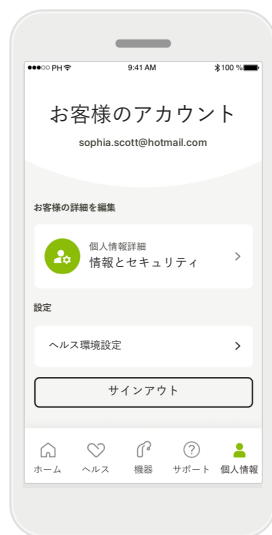 PH
9:41 AM
100 %
お客様のアカウント
sophia.scott@hotmail.com
お客様の詳細を編集
個人情報詳細
情報とセキュリティ
設定
ヘルス環境設定
サインアウト
ホーム ヘルス 機器 サポート 個人情報